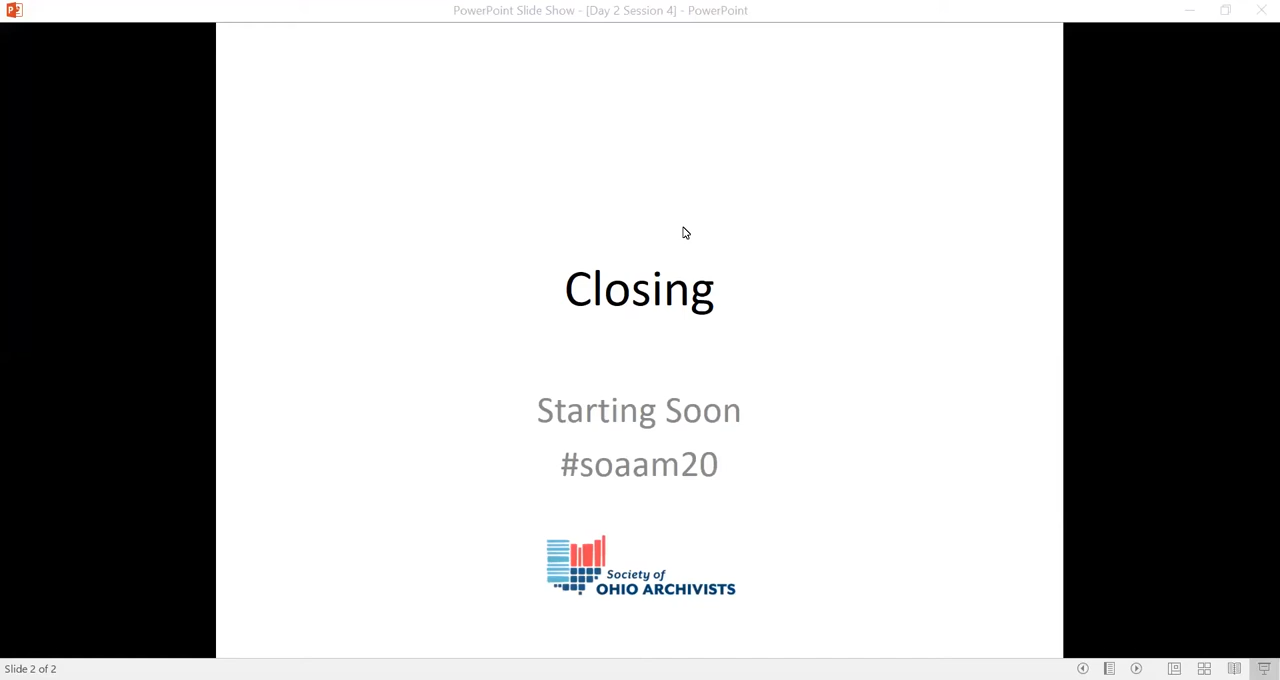 PowerPoint Slide Show - [Day 2 Session 4] - PowerPoint
Closing
Starting Soon
#soaam20
Society of
OHIO ARCHIVISTS
Slide 2 of 2